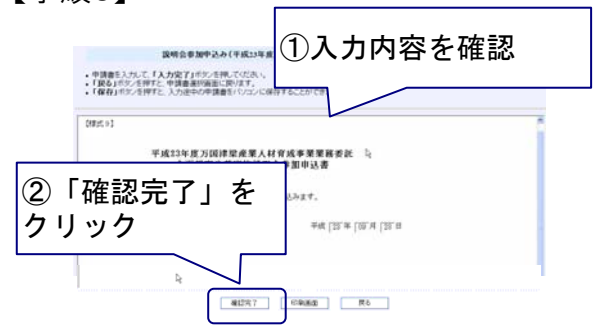 ①入力内容を確認
説明会参加申込み(平成23年度
・申請書を入力して、「入力完了」ボタンを押してください。
・「戻る」ボタンを押すと、申請書選択画面に戻ります。
・「保存」ボタンを押すと、入力途中の申請書をパソコンに保存することができ
【様式9】
平成23年度万国津梁産業人材育成事業業務委託
加申込書
②「確認完了」を
クリック
込みます。
平成 23 年 09 月 20 日
確認完了 印刷画面 戻る